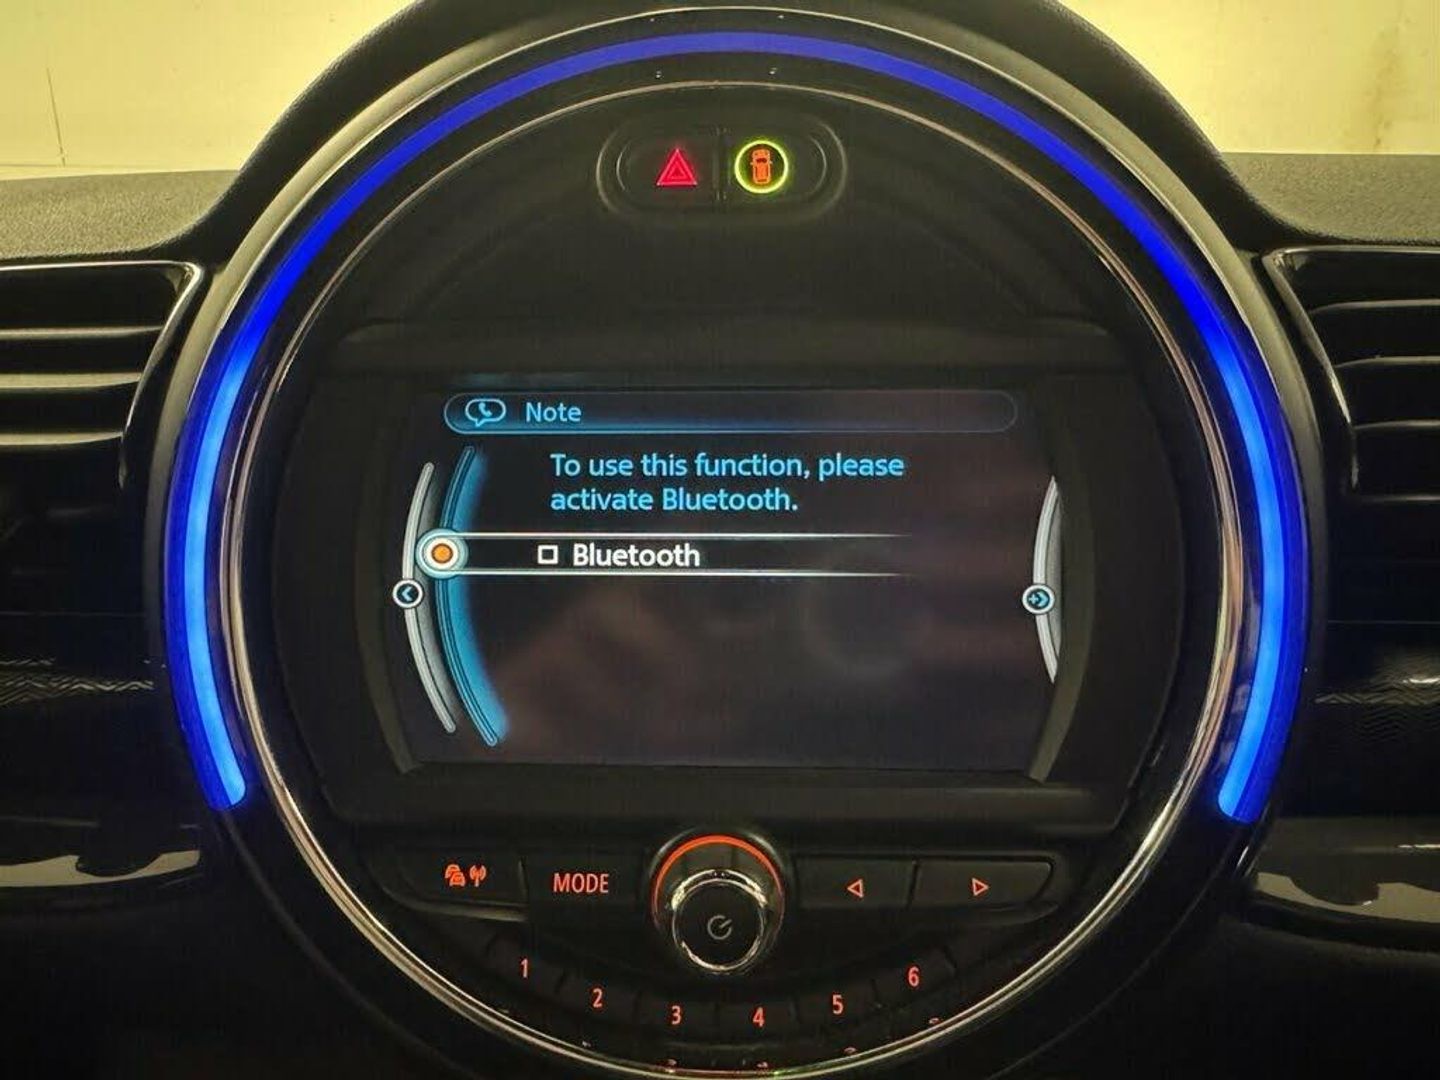 Note
To use this function, please
activate Bluetooth.
Bluetooth
MODE
1
2
3
4
5
6